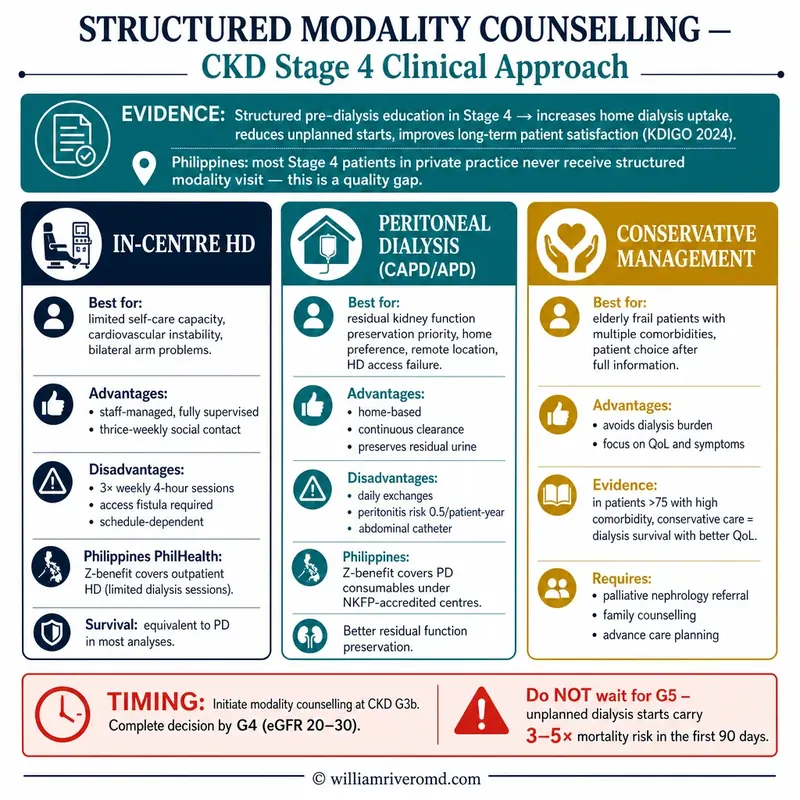 STRUCTURED MODALITY COUNSELLING –
CKD Stage 4 Clinical Approach
EVIDENCE: Structured pre-dialysis education in Stage 4 → increases home dialysis uptake,
reduces unplanned starts, improves long-term patient satisfaction (KDIGO 2024).
Philippines: most Stage 4 patients in private practice never receive structured
modality visit — this is a quality gap.
IN-CENTRE HD
Best for:
limited self-care capacity,
cardiovascular instability,
bilateral arm problems.
Advantages:
• staff-managed, fully supervised
• thrice-weekly social contact
Disadvantages:
• 3× weekly 4-hour sessions
• access fistula required
• schedule-dependent
Philippines PhilHealth:
Z-benefit covers outpatient
HD (limited dialysis sessions).
Survival: equivalent to PD
in most analyses.
PERITONEAL
DIALYSIS
(CAPD/APD)
Best for:
residual kidney function
preservation priority, home
preference, remote location,
HD access failure.
Advantages:
• home-based
• continuous clearance
• preserves residual urine
Disadvantages:
• daily exchanges
• peritonitis risk 0.5/patient-year
• abdominal catheter
Philippines:
Z-benefit covers PD
consumables under
NKFP-accredited centres.
Better residual function
preservation.
CONSERVATIVE
MANAGEMENT
Best for:
elderly frail patients with
multiple comorbidities,
patient choice after
full information.
Advantages:
• avoids dialysis burden
• focus on QoL and symptoms
Evidence:
in patients >75 with high
comorbidity, conservative care =
dialysis survival with better QoL.
Requires:
• palliative nephrology referral
• family counselling
• advance care planning
TIMING: Initiate modality counselling at CKD G3b.
Complete decision by G4 (eGFR 20–30).
Do NOT wait for G5 –
unplanned dialysis starts carry
3–5× mortality risk in the first 90 days.
© williamriveromd.com